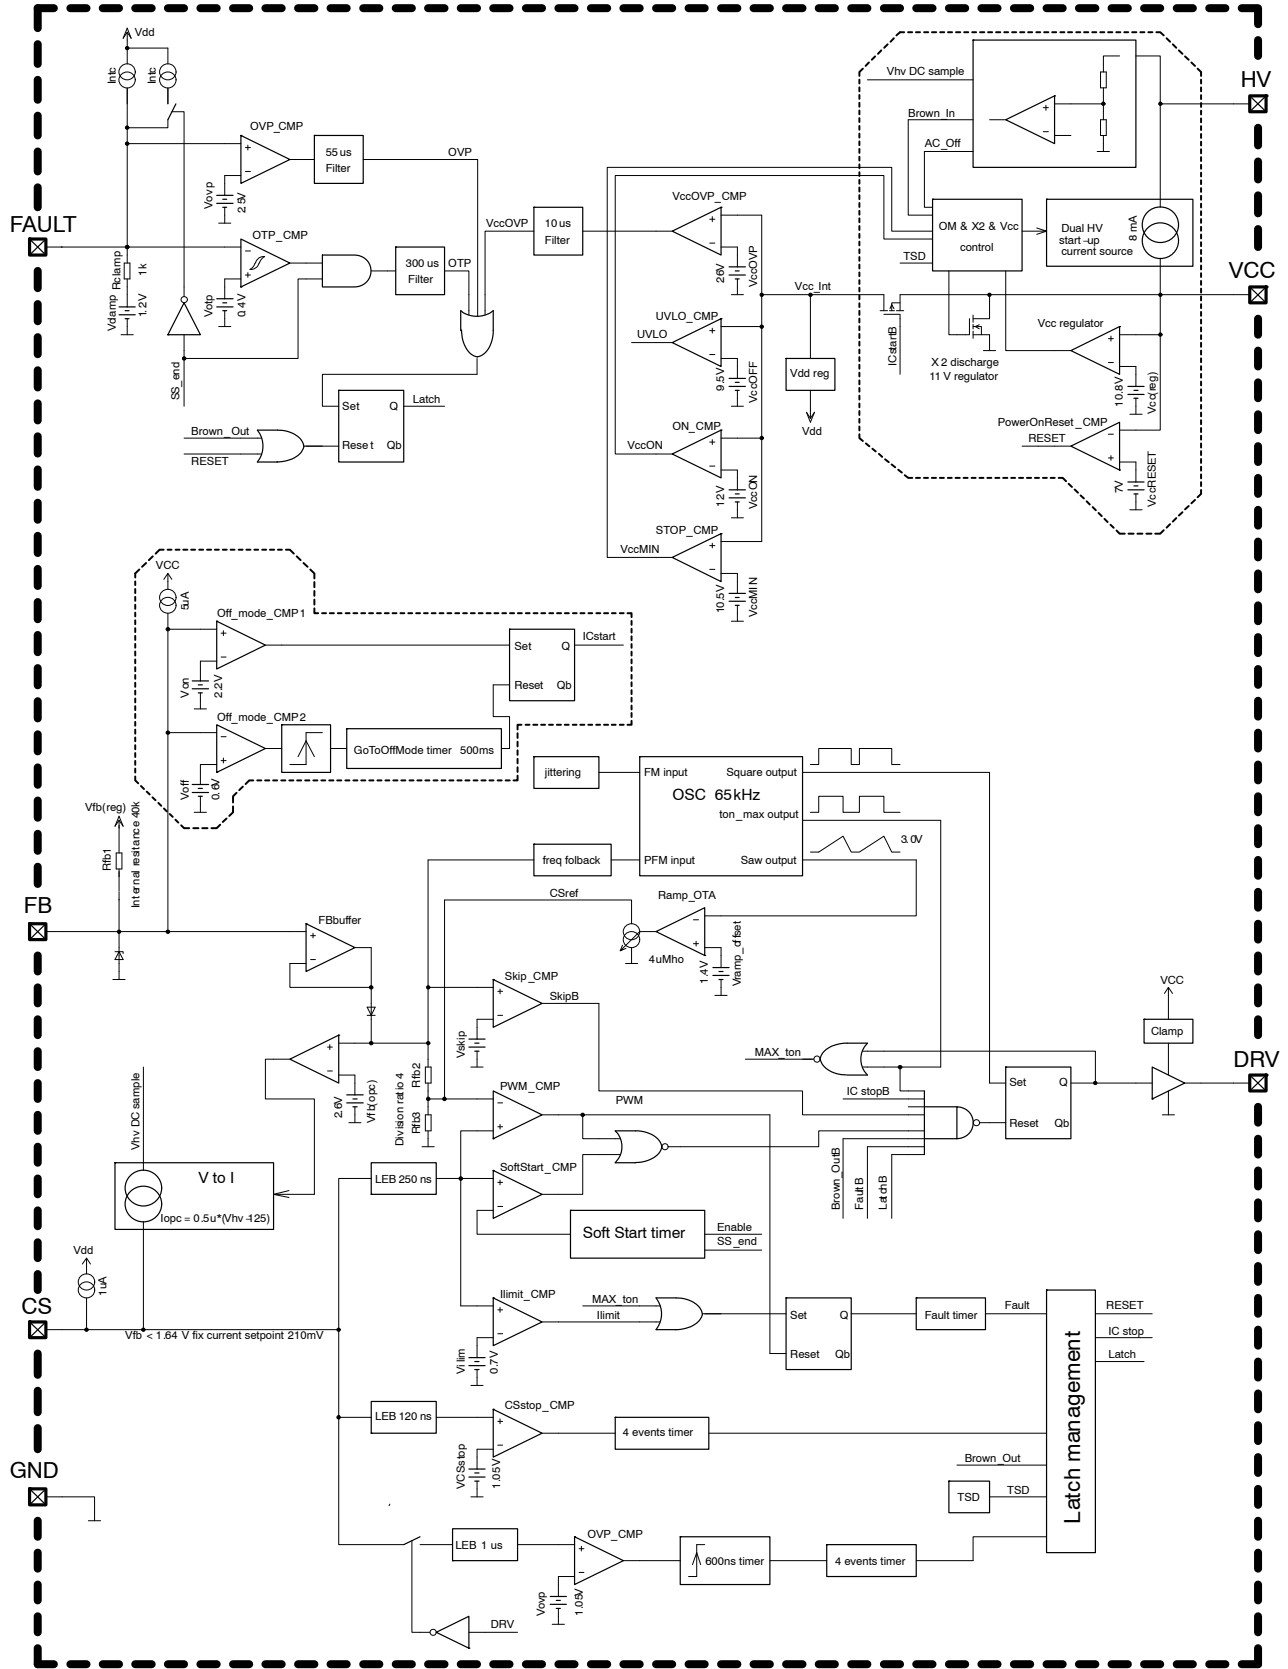 Vdd
Intc
Intc
OVP_CMP
+
−
55 us
Filter
OVP
Vovp
2.5V
FAULT
OTP_CMP
−
+
300 us
Filter
OTP
Rclamp
1k
Vclamp
1.2V
Votp
0.4V
SS_end
Set
Q
Latch
Reset
Qb
Brown_Out
RESET
VccOVP
10 us
Filter
VccOVP_CMP
+
−
26V
VccOVP
Vcc_Int
UVLO_CMP
UVLO
+
−
9.5V
VccOFF
Vdd reg
Vdd
ON_CMP
VccON
+
−
12V
VccON
STOP_CMP
VccMIN
+
−
10.5V
VccMIN
Vhv DC sample
Brown_In
AC_Off
+
−
HV
OM & X2 & Vcc
control
Dual HV
start-up
current source
8 mA
TSD
VCC
ICstartB
X2 discharge
11 V regulator
Vcc regulator
+
−
10.8V
Vcc(reg)
PowerOnReset_CMP
RESET
−
+
7V
VccRESET
VCC
5uA
Off_mode_CMP1
+
−
Von
2.2V
Set
Q
ICstart
Reset
Qb
Off_mode_CMP2
−
+
GoToOffMode timer 500ms
Voff
0.6V
Vfb(reg)
Rfb1
Internal resitance 40k
FB
FBbuffer
+
−
jittering
FM input
Square output
OSC 65kHz
ton_max output
PFM input
Saw output
3.0V
freq folback
CSref
Ramp_OTA
−
+
4uMho
1.4V
Vramp_offset
Skip_CMP
+
−
SkipB
Vskip
+
−
2.6V
Vfb(opc)
Division ratio 4
Rfb2
Rfb3
PWM_CMP
−
+
PWM
SoftStart_CMP
+
−
Soft Start timer
Enable
SS_end
MAX_ton
IC stopB
Brown_OutB
FaultB
LatchB
Set
Q
Reset
Qb
VCC
Clamp
DRV
Vhv DC sample
V to I
Iopc = 0.5u*(Vhv-125)
LEB 250 ns
Vdd
1uA
CS
Vfb < 1.64 V fix current setpoint 210mV
Ilimit_CMP
+
−
Vilim
0.7V
MAX_ton
Ilimit
Set
Q
Reset
Qb
Fault timer
Fault
Latch management
RESET
IC stop
Latch
LEB 120 ns
CSstop_CMP
+
−
VCSstop
1.05V
4 events timer
Brown_Out
TSD
TSD
GND
LEB 1 us
OVP_CMP
+
−
Vovp
1.05V
600ns timer
4 events timer
DRV